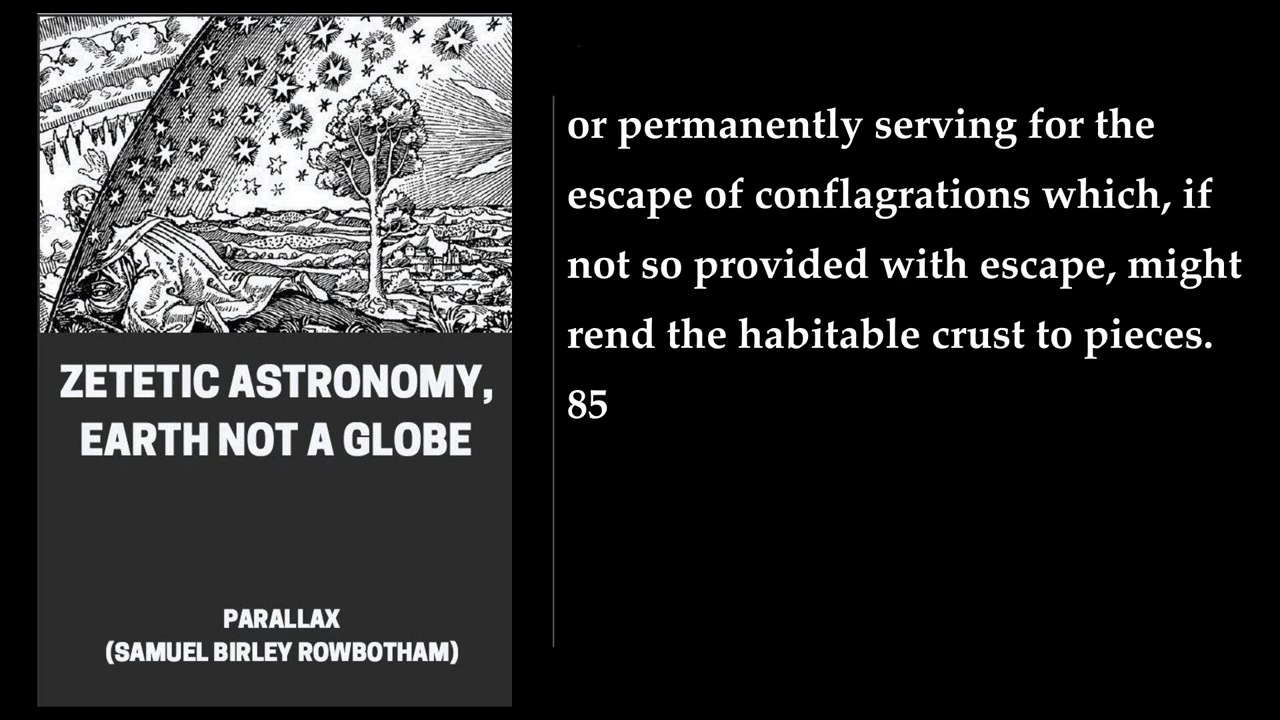 ZETETIC ASTRONOMY,
EARTH NOT A GLOBE
PARALLAX
(SAMUEL BIRLEY ROWBOTHAM)
or permanently serving for the
escape of conflagrations which, if
not so provided with escape, might
rend the habitable crust to pieces.
85